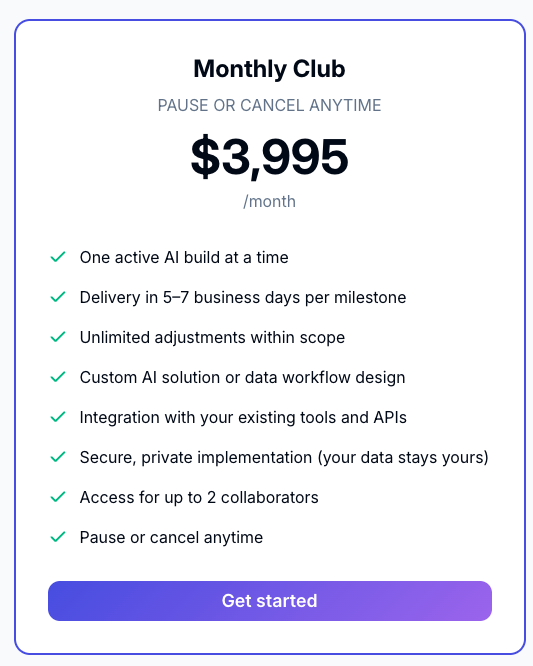 Monthly Club
PAUSE OR CANCEL ANYTIME
$3,995
/month
One active AI build at a time
Delivery in 5–7 business days per milestone
Unlimited adjustments within scope
Custom AI solution or data workflow design
Integration with your existing tools and APIs
Secure, private implementation (your data stays yours)
Access for up to 2 collaborators
Pause or cancel anytime
Get started